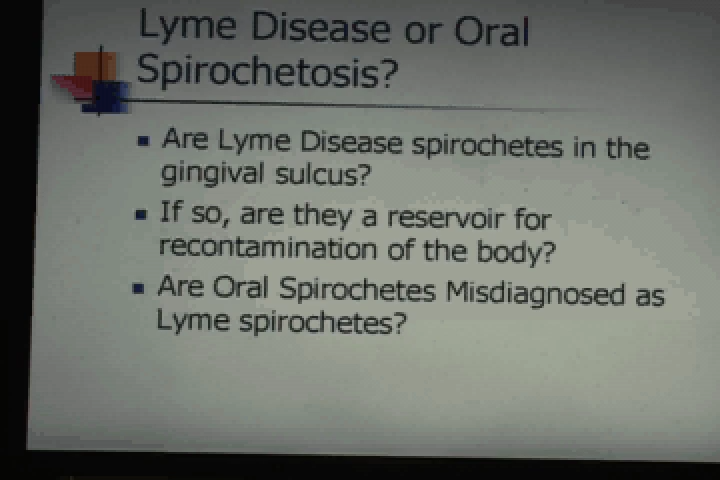 Lyme Disease or Oral
Spirochetosis?
Are Lyme Disease spirochetes in the
gingival sulcus?
If so, are they a reservoir for
recontamination of the body?
Are Oral Spirochetes Misdiagnosed as
Lyme spirochetes?